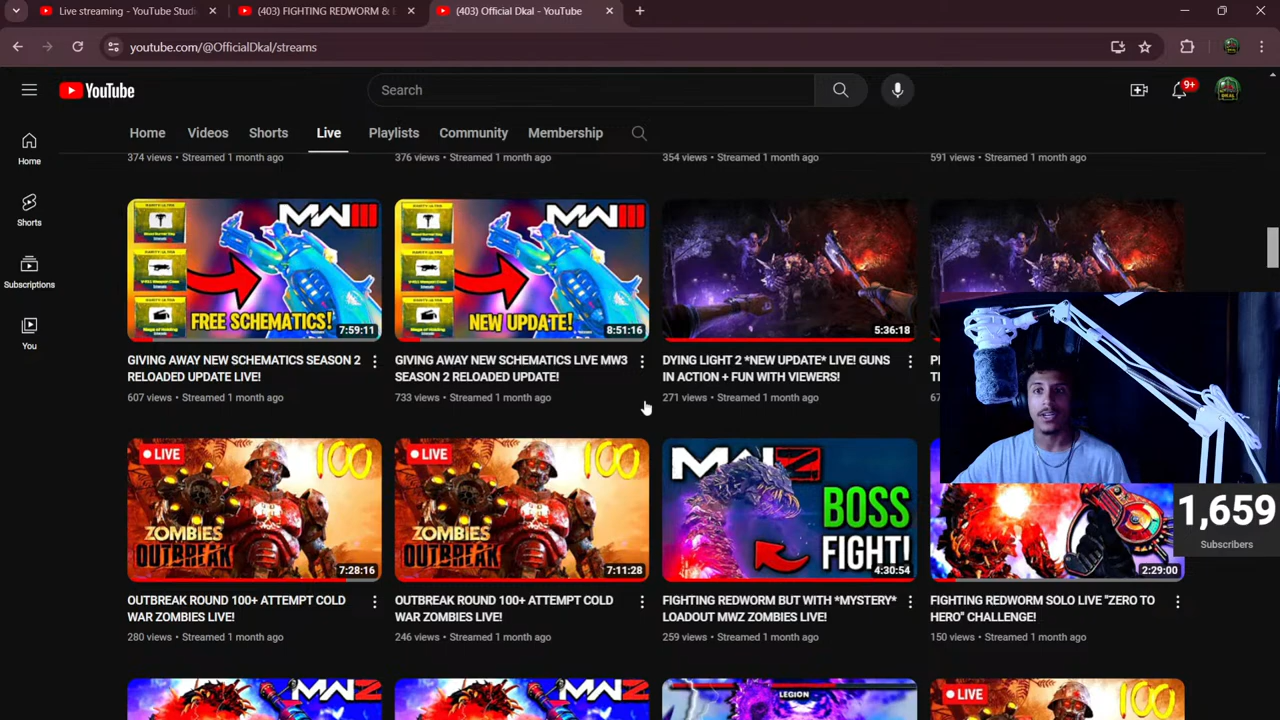 Live streaming - YouTube Studi
(403) FIGHTING REDWORM &
(403) Official Dkal - YouTube
youtube.com/@OfficialDkal/streams
YouTube
Search
9+
Home
Videos
Shorts
Live
Playlists
Community
Membership
Home
Shorts
Subscriptions
You
374 views • Streamed 1 month ago
376 views • Streamed 1 month ago
354 views • Streamed 1 month ago
591 views • Streamed 1 month ago
MWIII
FREE SCHEMATICS!
7:59:11
MWIII
NEW UPDATE!
8:51:16
5:36:18
GIVING AWAY NEW SCHEMATICS SEASON 2
RELOADED UPDATE LIVE!
607 views • Streamed 1 month ago
GIVING AWAY NEW SCHEMATICS LIVE MW3
SEASON 2 RELOADED UPDATE!
733 views • Streamed 1 month ago
DYING LIGHT 2 *NEW UPDATE* LIVE! GUNS
IN ACTION + FUN WITH VIEWERS!
271 views • Streamed 1 month ago
LIVE
100
ZOMBIES
OUTBREAK
7:28:16
LIVE
100
ZOMBIES
OUTBREAK
7:11:28
MWZ
BOSS
FIGHT!
4:30:54
2:29:00
1,659
Subscribers
OUTBREAK ROUND 100+ ATTEMPT COLD
WAR ZOMBIES LIVE!
280 views • Streamed 1 month ago
OUTBREAK ROUND 100+ ATTEMPT COLD
WAR ZOMBIES LIVE!
246 views • Streamed 1 month ago
FIGHTING REDWORM BUT WITH *MYSTERY*
LOADOUT MWZ ZOMBIES LIVE!
259 views • Streamed 1 month ago
FIGHTING REDWORM SOLO LIVE "ZERO TO
HERO" CHALLENGE!
150 views • Streamed 1 month ago
MWZ
MWZ
LEGION
LIVE
100